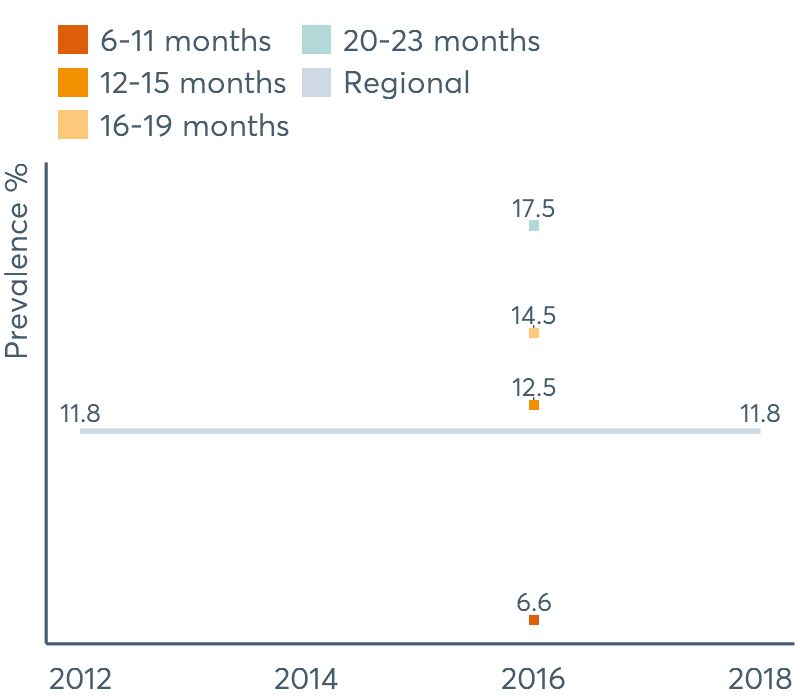 6-11 months
20-23 months
12-15 months
Regional
16-19 months
Prevalence %
17.5
14.5
12.5
11.8
11.8
6.6
2012
2014
2016
2018